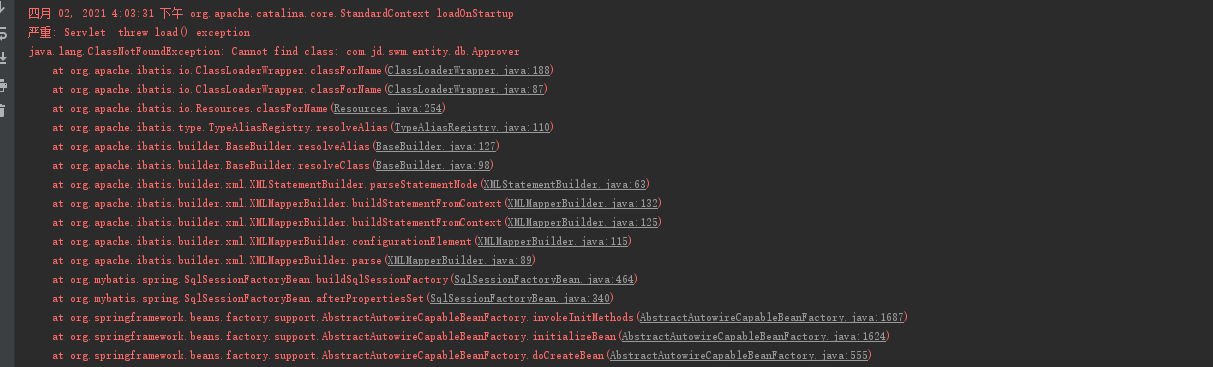 四月 02, 2021 4:03:31 下午 org.apache.catalina.core.StandardContext loadOnStartup
严重: Servlet  threw load() exception
java.lang.ClassNotFoundException: Cannot find class: com.jd.swm.entity.db.Approver
at org.apache.ibatis.io.ClassLoaderWrapper.classForName(ClassLoaderWrapper.java:188)
at org.apache.ibatis.io.ClassLoaderWrapper.classForName(ClassLoaderWrapper.java:87)
at org.apache.ibatis.io.Resources.classForName(Resources.java:254)
at org.apache.ibatis.type.TypeAliasRegistry.resolveAlias(TypeAliasRegistry.java:110)
at org.apache.ibatis.builder.BaseBuilder.resolveAlias(BaseBuilder.java:127)
at org.apache.ibatis.builder.BaseBuilder.resolveClass(BaseBuilder.java:98)
at org.apache.ibatis.builder.xml.XMLStatementBuilder.parseStatementNode(XMLStatementBuilder.java:63)
at org.apache.ibatis.builder.xml.XMLMapperBuilder.buildStatementFromContext(XMLMapperBuilder.java:132)
at org.apache.ibatis.builder.xml.XMLMapperBuilder.buildStatementFromContext(XMLMapperBuilder.java:125)
at org.apache.ibatis.builder.xml.XMLMapperBuilder.configurationElement(XMLMapperBuilder.java:115)
at org.apache.ibatis.builder.xml.XMLMapperBuilder.parse(XMLMapperBuilder.java:89)
at org.mybatis.spring.SqlSessionFactoryBean.buildSqlSessionFactory(SqlSessionFactoryBean.java:464)
at org.mybatis.spring.SqlSessionFactoryBean.afterPropertiesSet(SqlSessionFactoryBean.java:340)
at org.springframework.beans.factory.support.AbstractAutowireCapableBeanFactory.invokeInitMethods(AbstractAutowireCapableBeanFactory.java:1687)
at org.springframework.beans.factory.support.AbstractAutowireCapableBeanFactory.initializeBean(AbstractAutowireCapableBeanFactory.java:1624)
at org.springframework.beans.factory.support.AbstractAutowireCapableBeanFactory.doCreateBean(AbstractAutowireCapableBeanFactory.java:555)